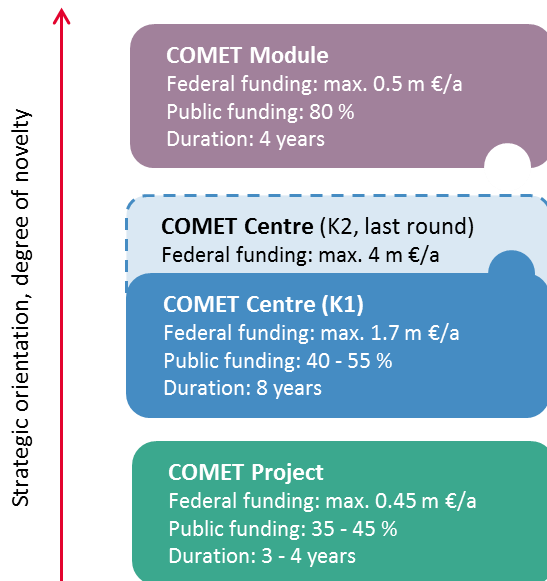 Strategic orientation, degree of novelty
COMET Module
Federal funding: max. 0.5 m €/a
Public funding: 80 %
Duration: 4 years
COMET Centre (K2, last round)
Federal funding: max. 4 m €/a
COMET Centre (K1)
Federal funding: max. 1.7 m €/a
Public funding: 40 - 55 %
Duration: 8 years
COMET Project
Federal funding: max. 0.45 m €/a
Public funding: 35 - 45 %
Duration: 3 - 4 years